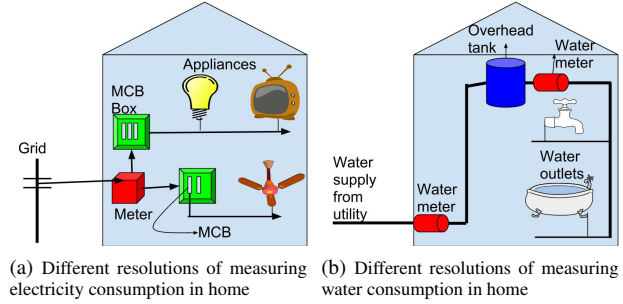 Appliances
MCB
Box
Grid
Meter
MCB
Overhead
tank
Water
meter
Water
supply
from
utility
Water
meter
Water
outlets
(a) Different resolutions of measuring
electricity consumption in home
(b) Different resolutions of measuring
water consumption in home